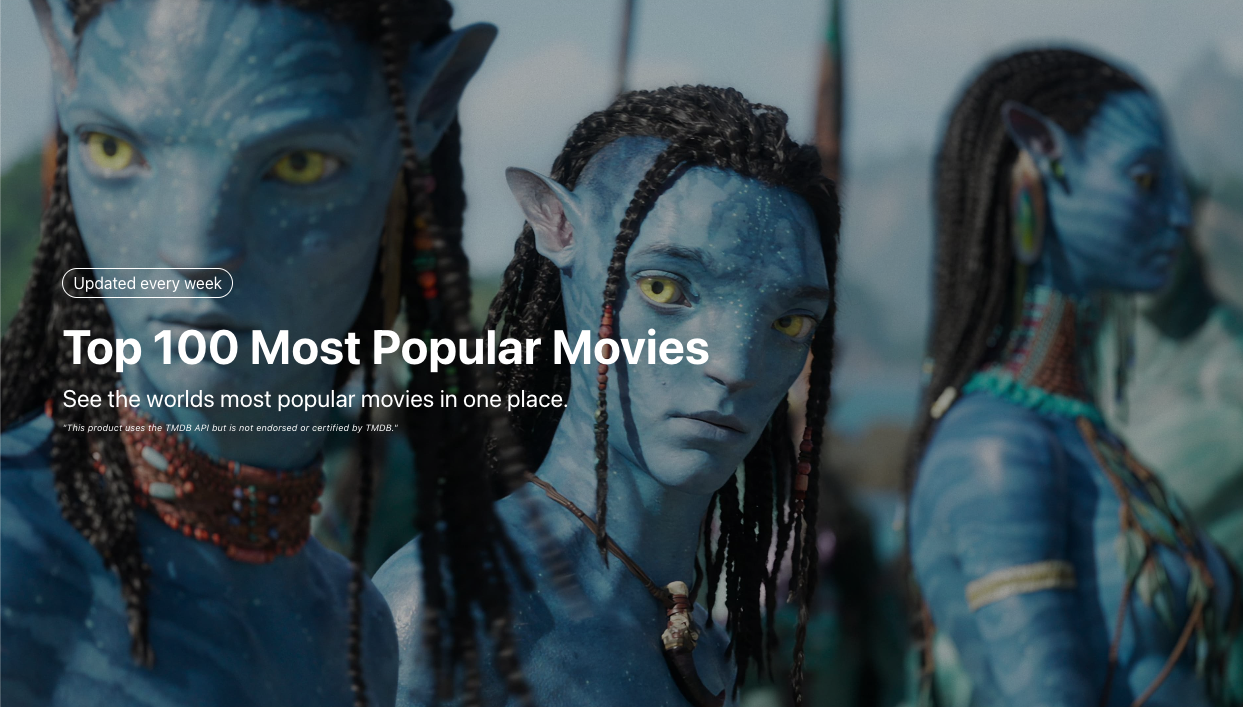 Updated every week
Top 100 Most Popular Movies
See the worlds most popular movies in one place.
"This product uses the TMDB API but is not endorsed or certified by TMDB."